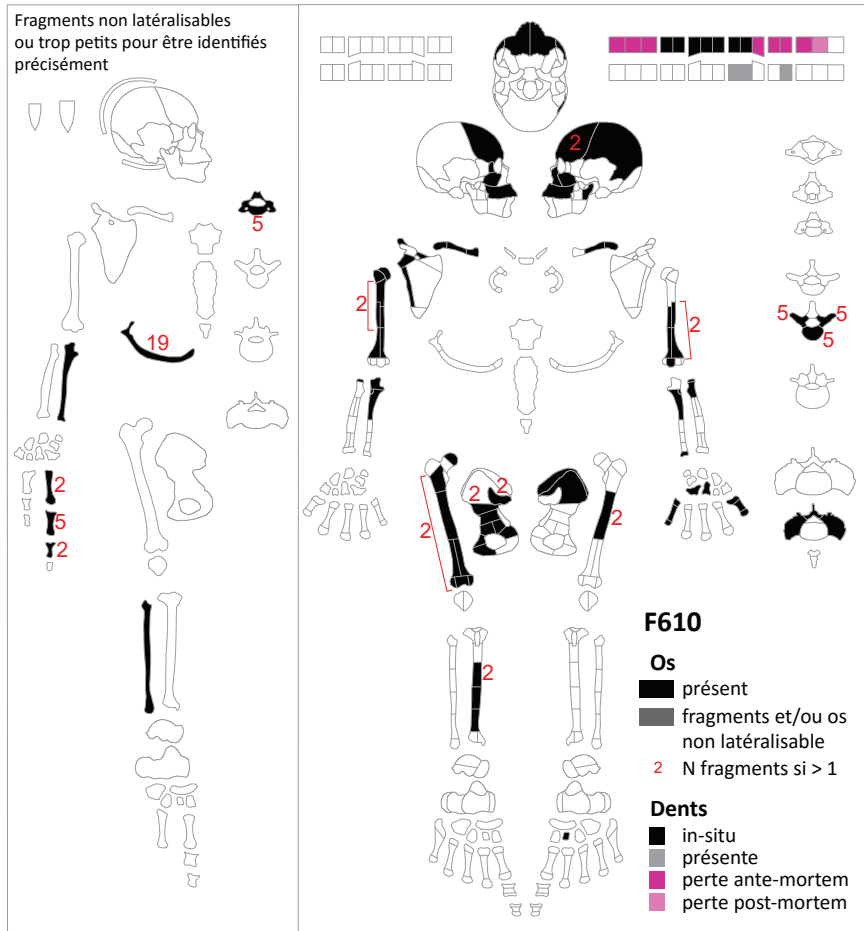 Fragments non latéralisables
ou trop petits pour être identifiés
précisément
5
19
2
5
2
2
2
2
5 5
5
2 2
2
2
2
F610
Os
présent
fragments et/ou os
non latéralisable
2 N fragments si > 1
Dents
in-situ
présente
perte ante-mortem
perte post-mortem